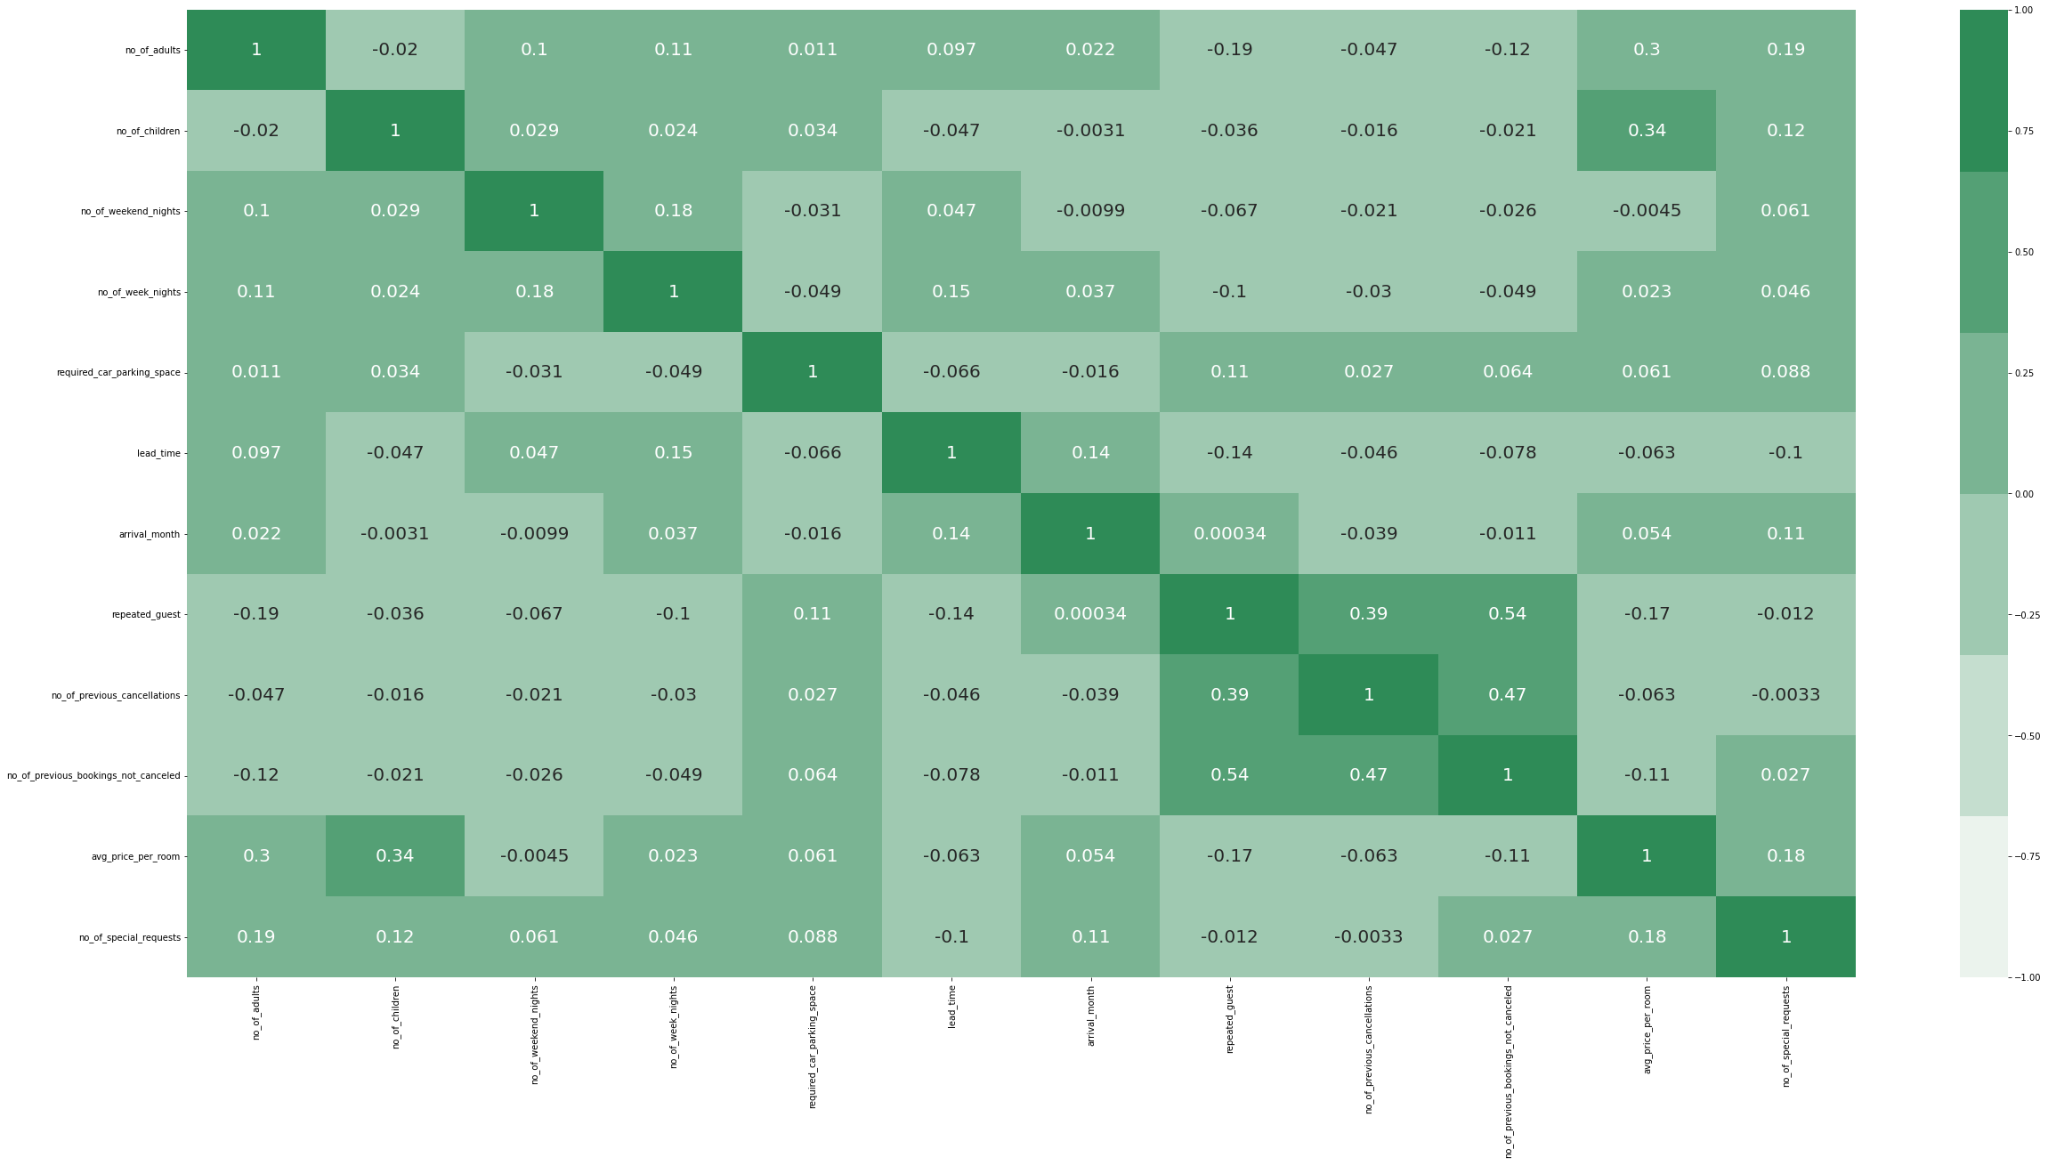 no_of_adults 1 -0.02 0.1 0.11 0.011 0.097 0.022 -0.19 -0.047 -0.12 0.3 0.19
no_of_children -0.02 1 0.029 0.024 0.034 -0.047 -0.0031 -0.036 -0.016 -0.021 0.34 0.12
no_of_weekend_nights 0.1 0.029 1 0.18 -0.031 0.047 -0.0099 -0.067 -0.021 -0.026 -0.0045 0.061
no_of_week_nights 0.11 0.024 0.18 1 -0.049 0.15 0.037 -0.1 -0.03 -0.049 0.023 0.046
required_car_parking_space 0.011 0.034 -0.031 -0.049 1 -0.066 -0.016 0.11 0.027 0.064 0.061 0.088
lead_time 0.097 -0.047 0.047 0.15 -0.066 1 0.14 -0.14 -0.046 -0.078 -0.063 -0.1
arrival_month 0.022 -0.0031 -0.0099 0.037 -0.016 0.14 1 0.00034 -0.039 -0.011 0.054 0.11
repeated_guest -0.19 -0.036 -0.067 -0.1 0.11 -0.14 0.00034 1 0.39 0.54 -0.17 -0.012
no_of_previous_cancellations -0.047 -0.016 -0.021 -0.03 0.027 -0.046 -0.039 0.39 1 0.47 -0.063 -0.0033
no_of_previous_bookings_not_canceled -0.12 -0.021 -0.026 -0.049 0.064 -0.078 -0.011 0.54 0.47 1 -0.11 0.027
avg_price_per_room 0.3 0.34 -0.0045 0.023 0.061 -0.063 0.054 -0.17 -0.063 -0.11 1 0.18
no_of_special_requests 0.19 0.12 0.061 0.046 0.088 -0.1 0.11 -0.012 -0.0033 0.027 0.18 1
no_of_adults
no_of_children
no_of_weekend_nights
no_of_week_nights
required_car_parking_space
lead_time
arrival_month
repeated_guest
no_of_previous_cancellations
no_of_previous_bookings_not_canceled
avg_price_per_room
no_of_special_requests
1.00
0.75
0.50
0.25
0.00
−0.25
−0.50
−0.75
−1.00